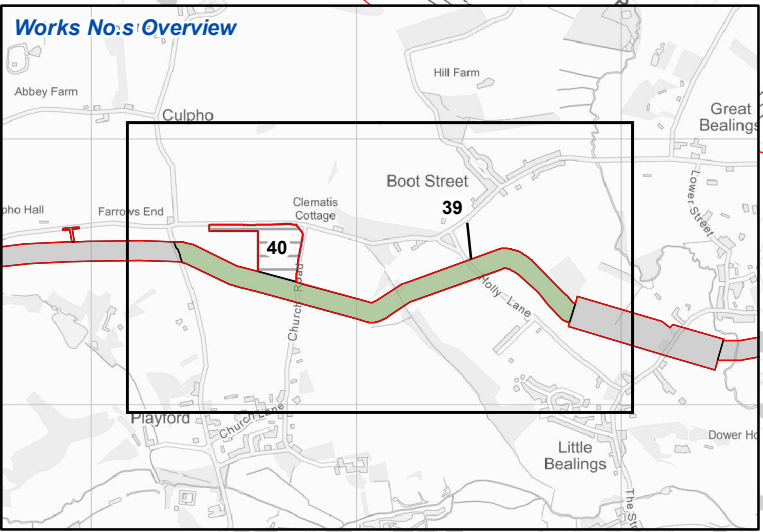 Works No.s Overview
Hill Farm
Abbey Farm
Culpho
Great
Bealings
Boot Street
Lower Street
pho Hall
Farrows End
Clematis
Cottage
39
40
Church Road
Holly Lane
Playford
Church Lane
Little
Bealings
Dower Ho
The Str